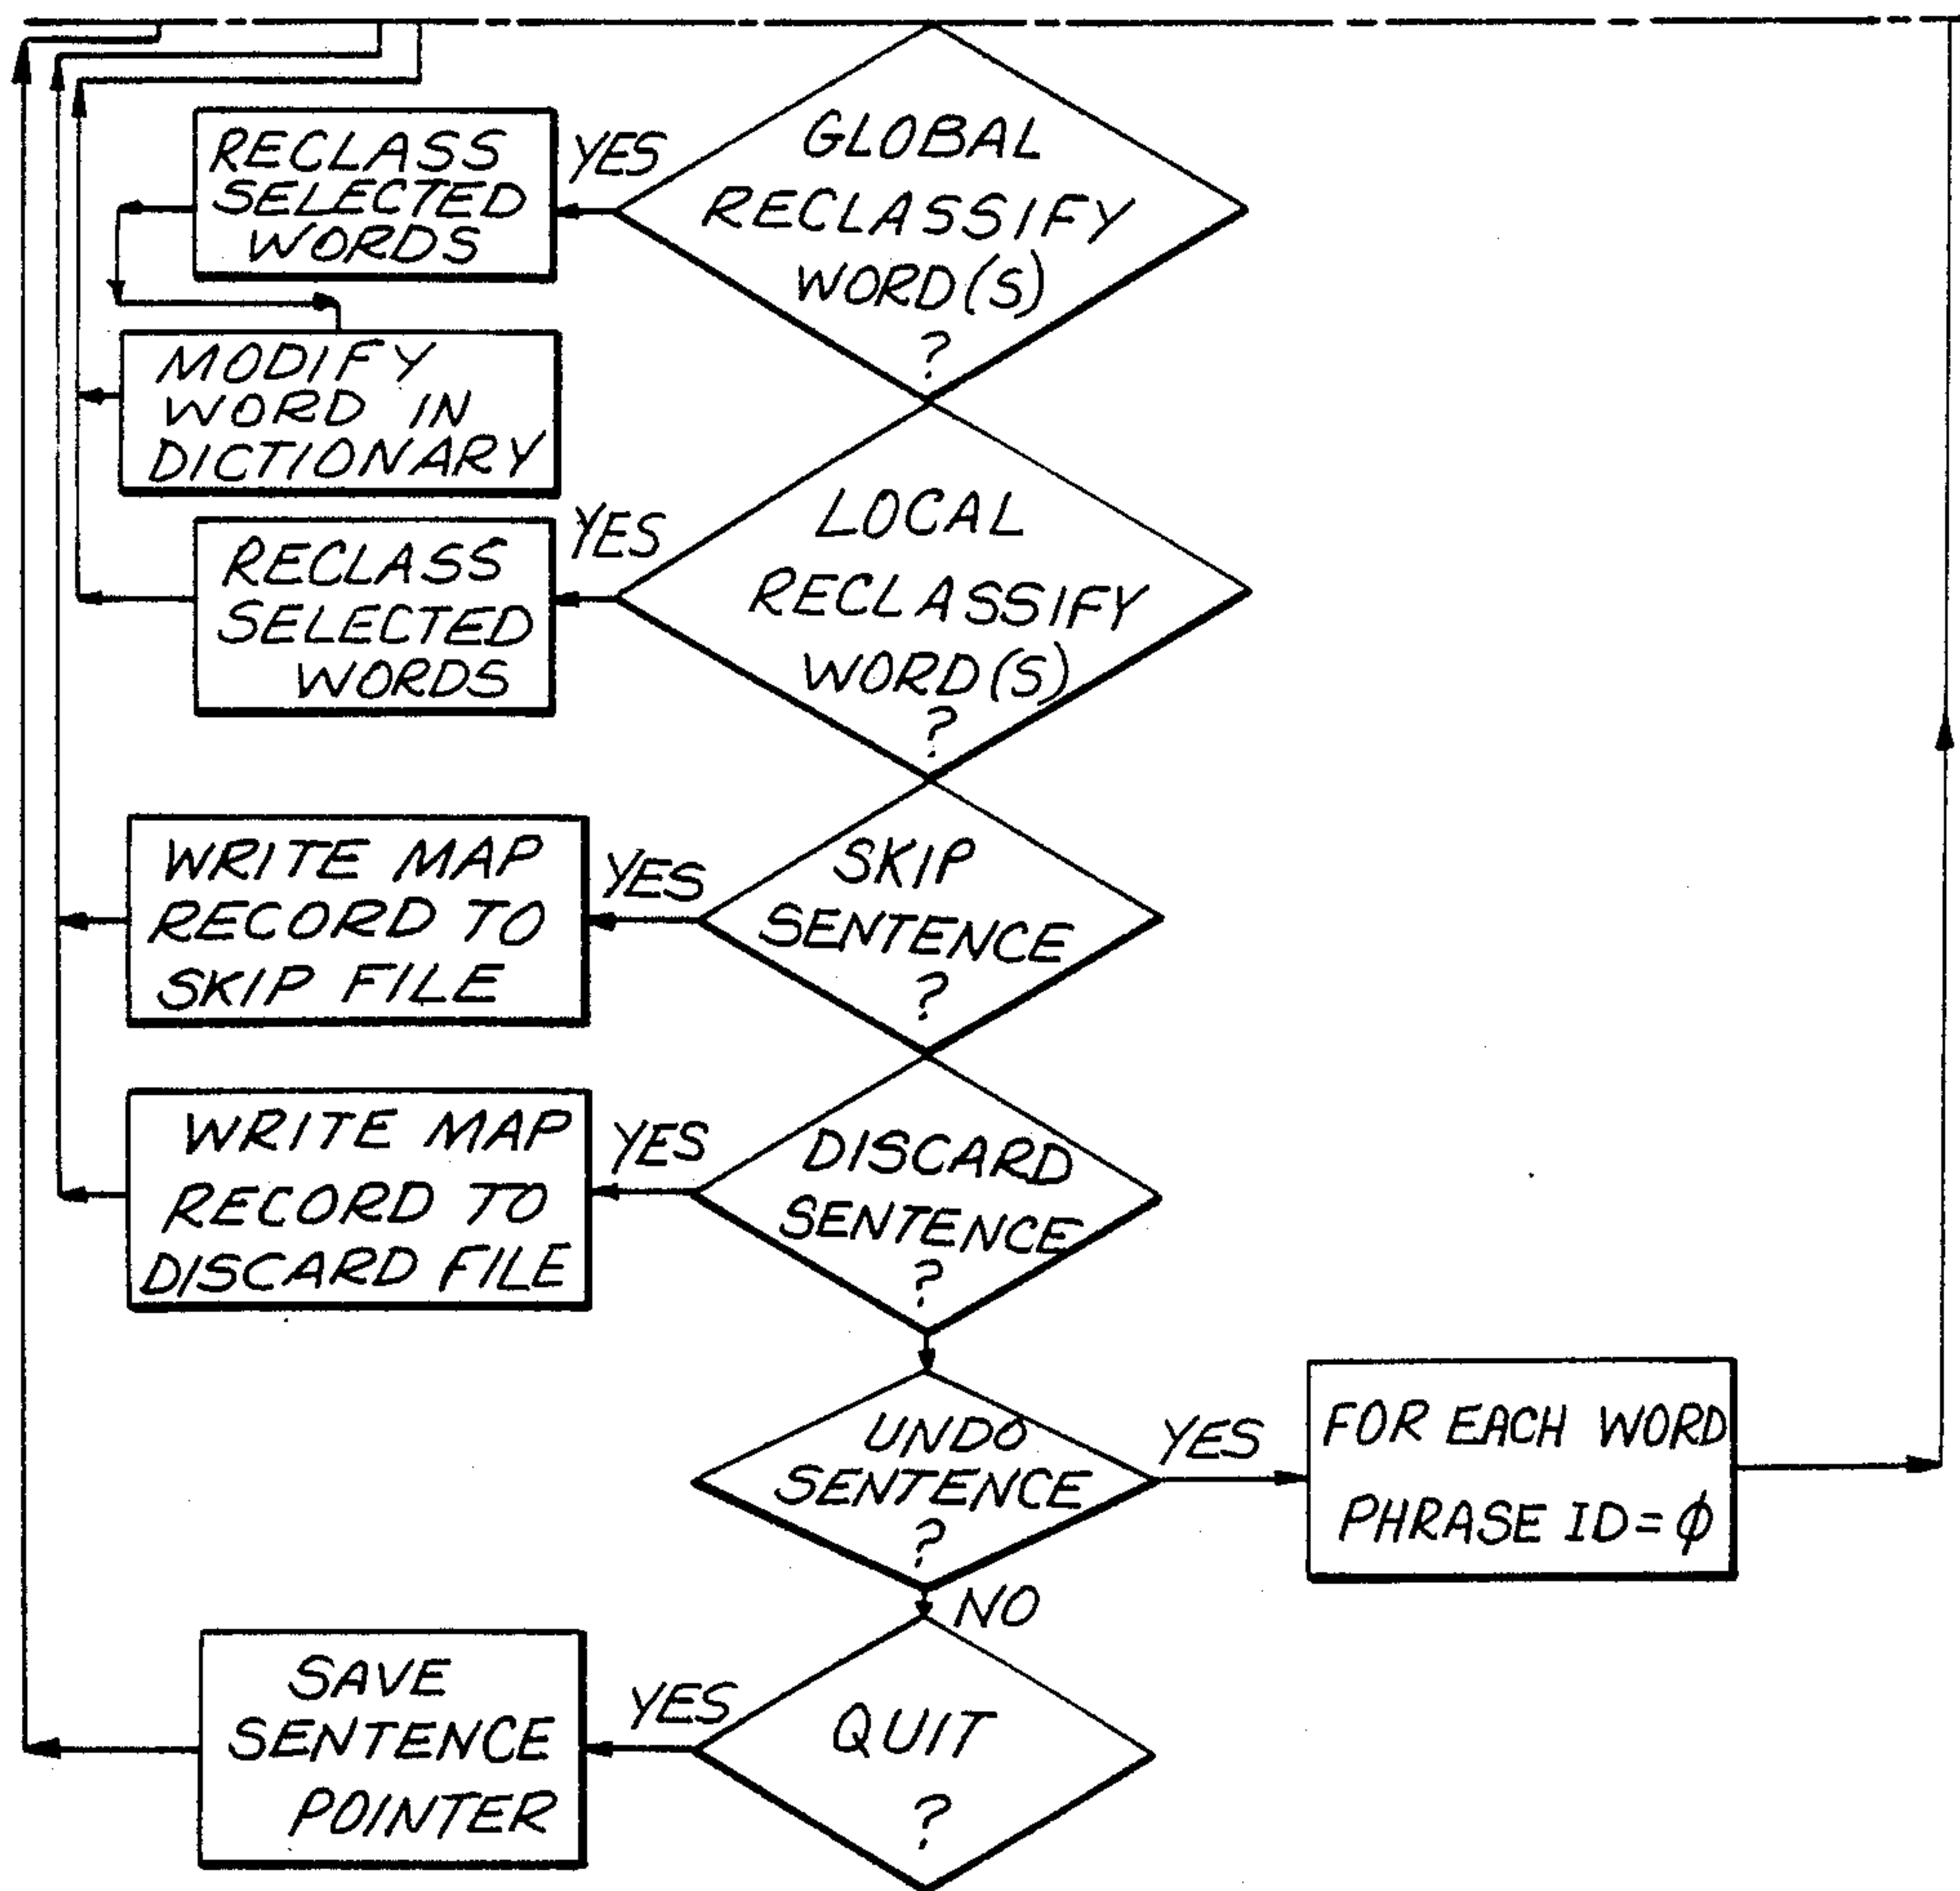 GLOBAL
RECLASSIFY
WORD(S)
?
YES
RECLASS
SELECTED
WORDS
MODIFY
WORD IN
DICTIONARY
LOCAL
RECLASSIFY
WORD(S)
?
YES
RECLASS
SELECTED
WORDS
SKIP
SENTENCE
?
YES
WRITE MAP
RECORD TO
SKIP FILE
DISCARD
SENTENCE
?
YES
WRITE MAP
RECORD TO
DISCARD FILE
UNDO
SENTENCE
?
YES
FOR EACH WORD
PHRASE ID=ϕ
NO
QUIT
?
YES
SAVE
SENTENCE
POINTER